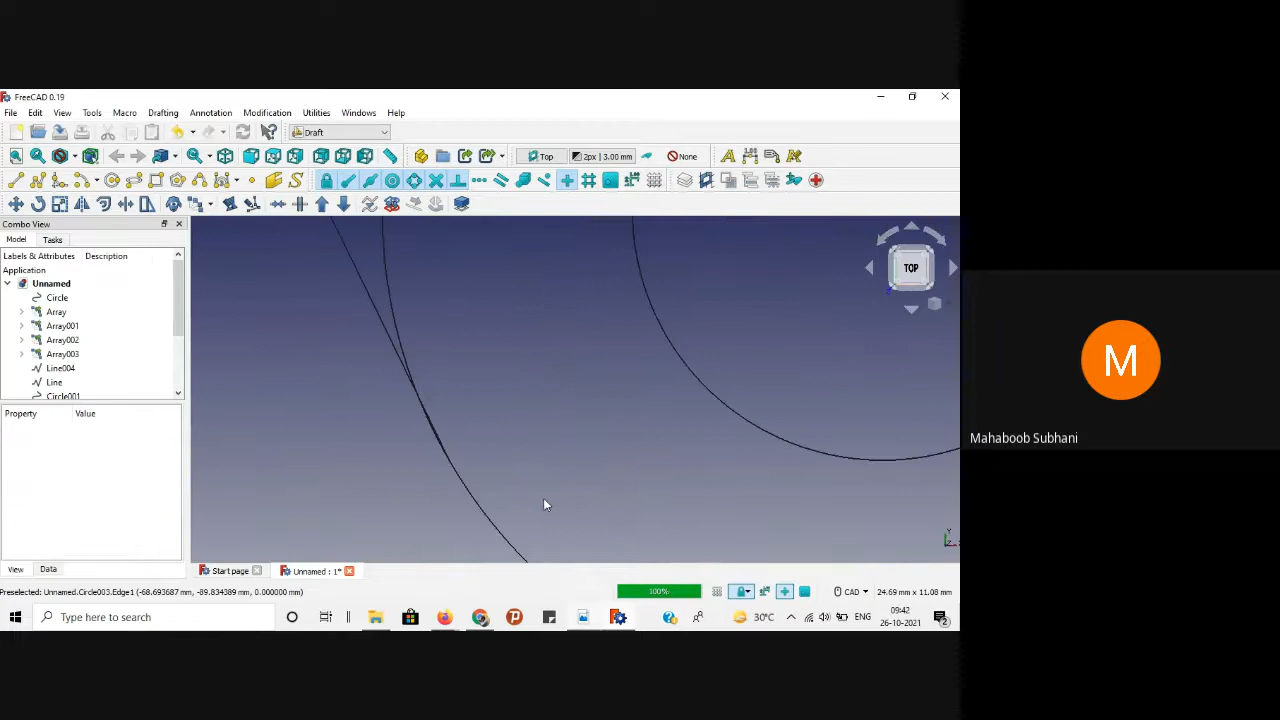 FreeCAD 0.19
File Edit View Tools Macro Drafting Annotation Modification Utilities Windows Help
Draft
Top 2px | 3.00 mm None
Combo View
Model Tasks
Labels & Attributes Description
Application
Unnamed
Circle
Array
Array001
Array002
Array003
Line004
Line
Circle001
Property Value
View Data
TOP
Y
Start page Unnamed : 1*
Preselected: Unnamed.Circle003.Edge1 (-68.693687 mm, -89.834389 mm, 0.000000 mm)
100%
CAD
24.69 mm x 11.08 mm
Type here to search
30°C
ENG
09:42
26-10-2021
2
M
Mahaboob Subhani